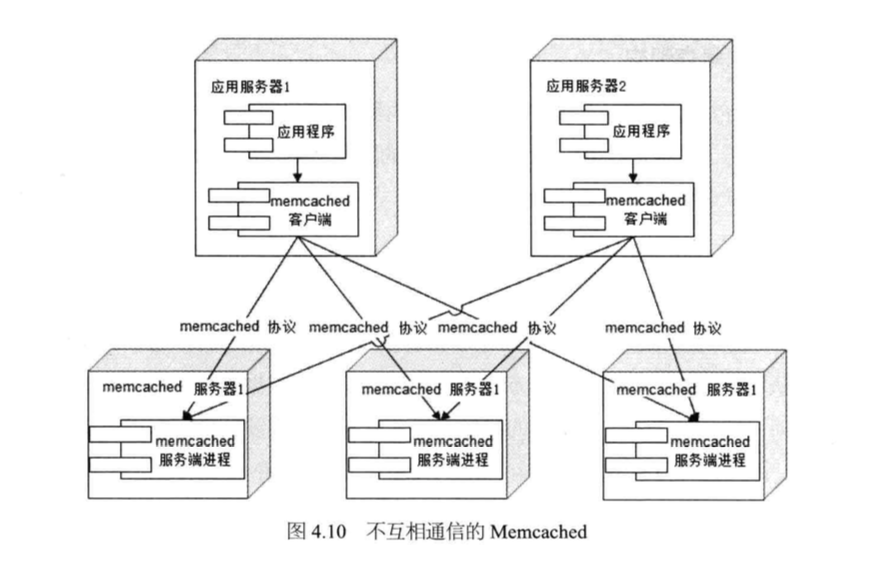 应用服务器1
应用程序
memcached
客户端
应用服务器2
应用程序
memcached
客户端
memcached 协议
memcached 协议
memcached 协议
memcached 协议
memcached 服务器1
memcached
服务端进程
memcached 服务器1
memcached
服务端进程
memcached 服务器1
memcached
服务端进程
图 4.10 不互相通信的 Memcached